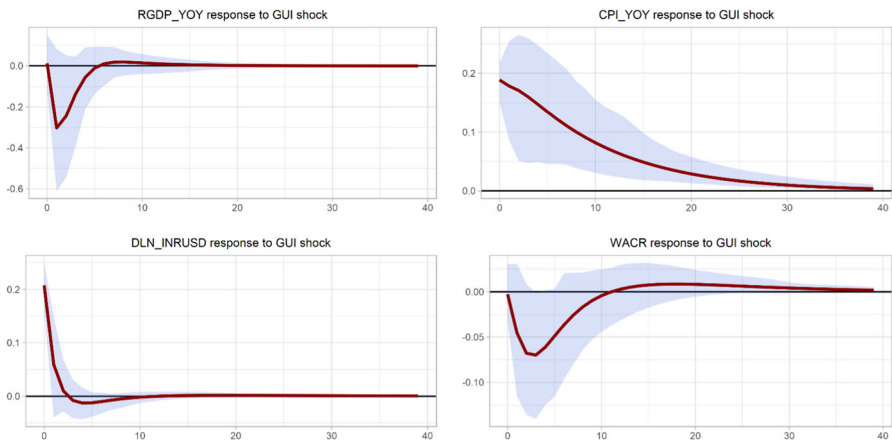 RGDP_YOY response to GUI shock
0.0
-0.2
-0.4
-0.6
0 10 20 30 40
CPI_YOY response to GUI shock
0.2
0.1
0.0
0 10 20 30 40
DLN_INRUSD response to GUI shock
0.2
0.1
0.0
0 10 20 30 40
WACR response to GUI shock
0.00
-0.05
-0.10
0 10 20 30 40